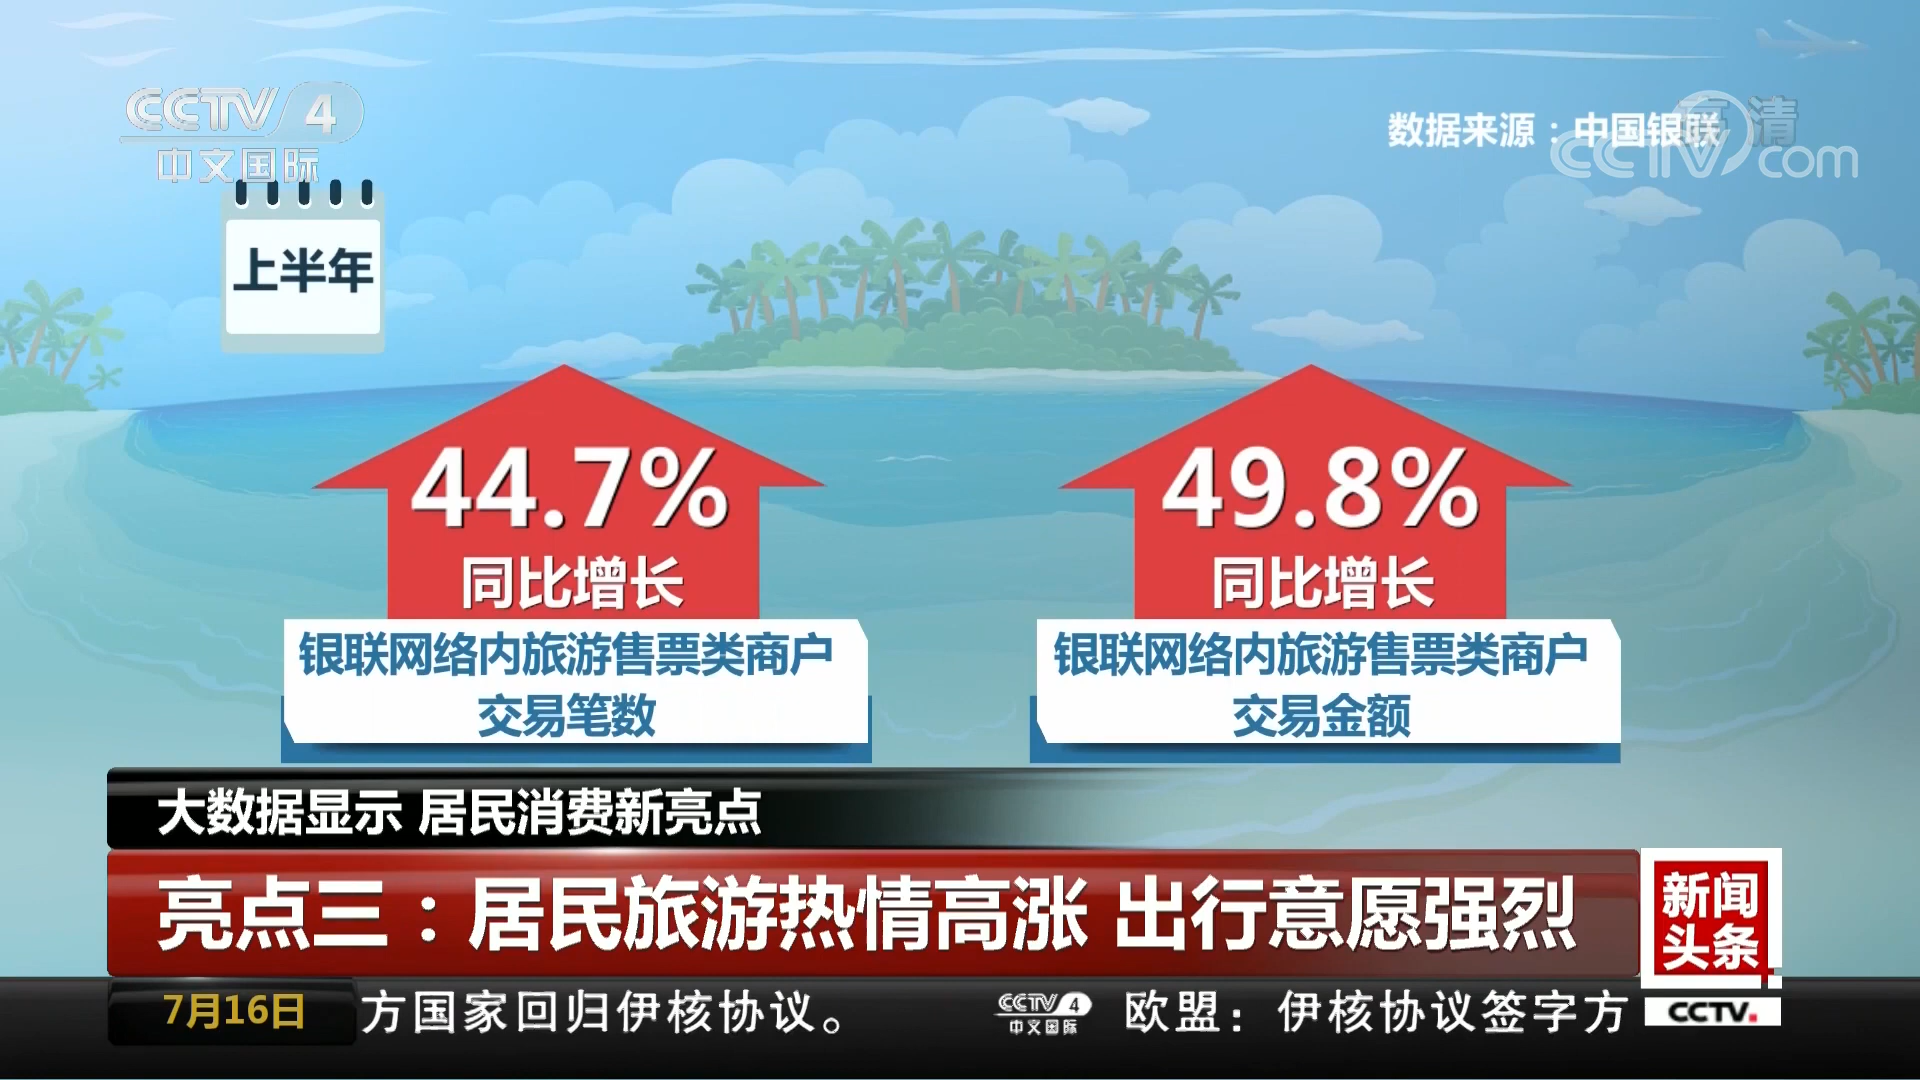 CCTV 4
中文国际
数据来源：中国银联
高清
CCTV.com
上半年
44.7%
同比增长
银联网络内旅游售票类商户
交易笔数
49.8%
同比增长
银联网络内旅游售票类商户
交易金额
大数据显示 居民消费新亮点
亮点三：居民旅游热情高涨 出行意愿强烈
新闻
头条
7月16日
方国家回归伊核协议。
CCTV 4
中文国际
欧盟：伊核协议签字方
CCTV.